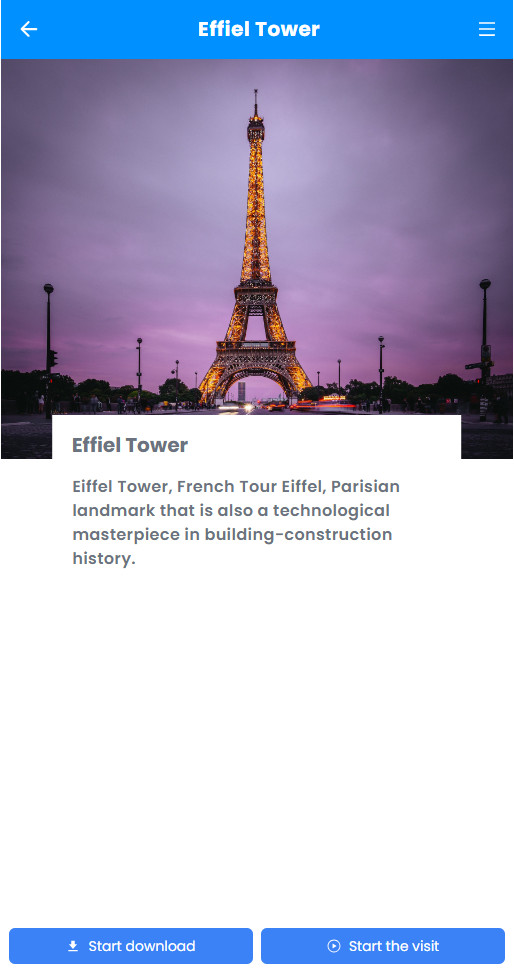 Effiel Tower
Effiel Tower
Eiffel Tower, French Tour Eiffel, Parisian
landmark that is also a technological
masterpiece in building-construction
history.
Start download
Start the visit